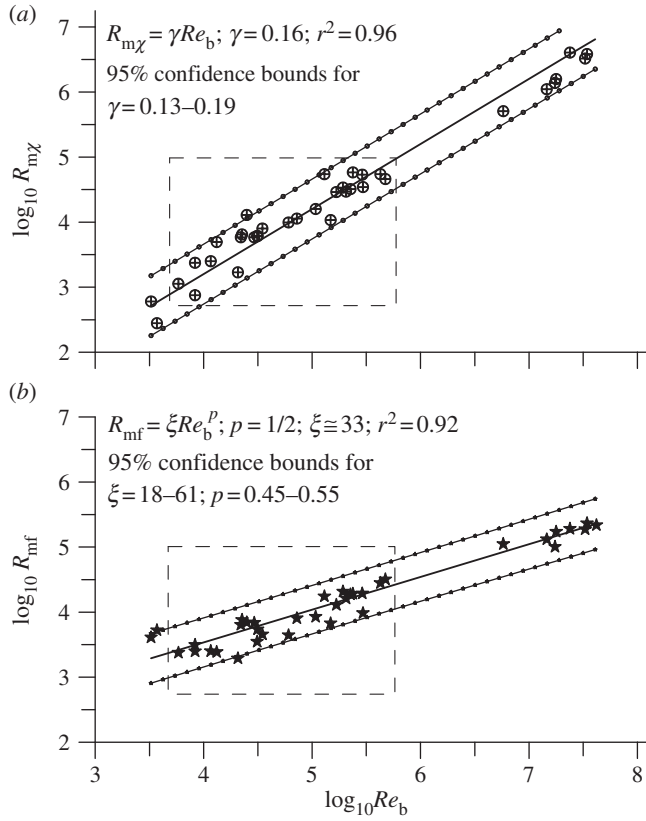 (a)
7
6
5
4
3
2
log₁₀ R_mχ
R_mχ = γRe_b; γ = 0.16; r² = 0.96
95% confidence bounds for
γ = 0.13–0.19
(b)
7
6
5
4
3
2
log₁₀ R_mf
R_mf = ξRe_b^p; p = 1/2; ξ ≅ 33; r² = 0.92
95% confidence bounds for
ξ = 18–61; p = 0.45–0.55
3 4 5 6 7 8
log₁₀Re_b